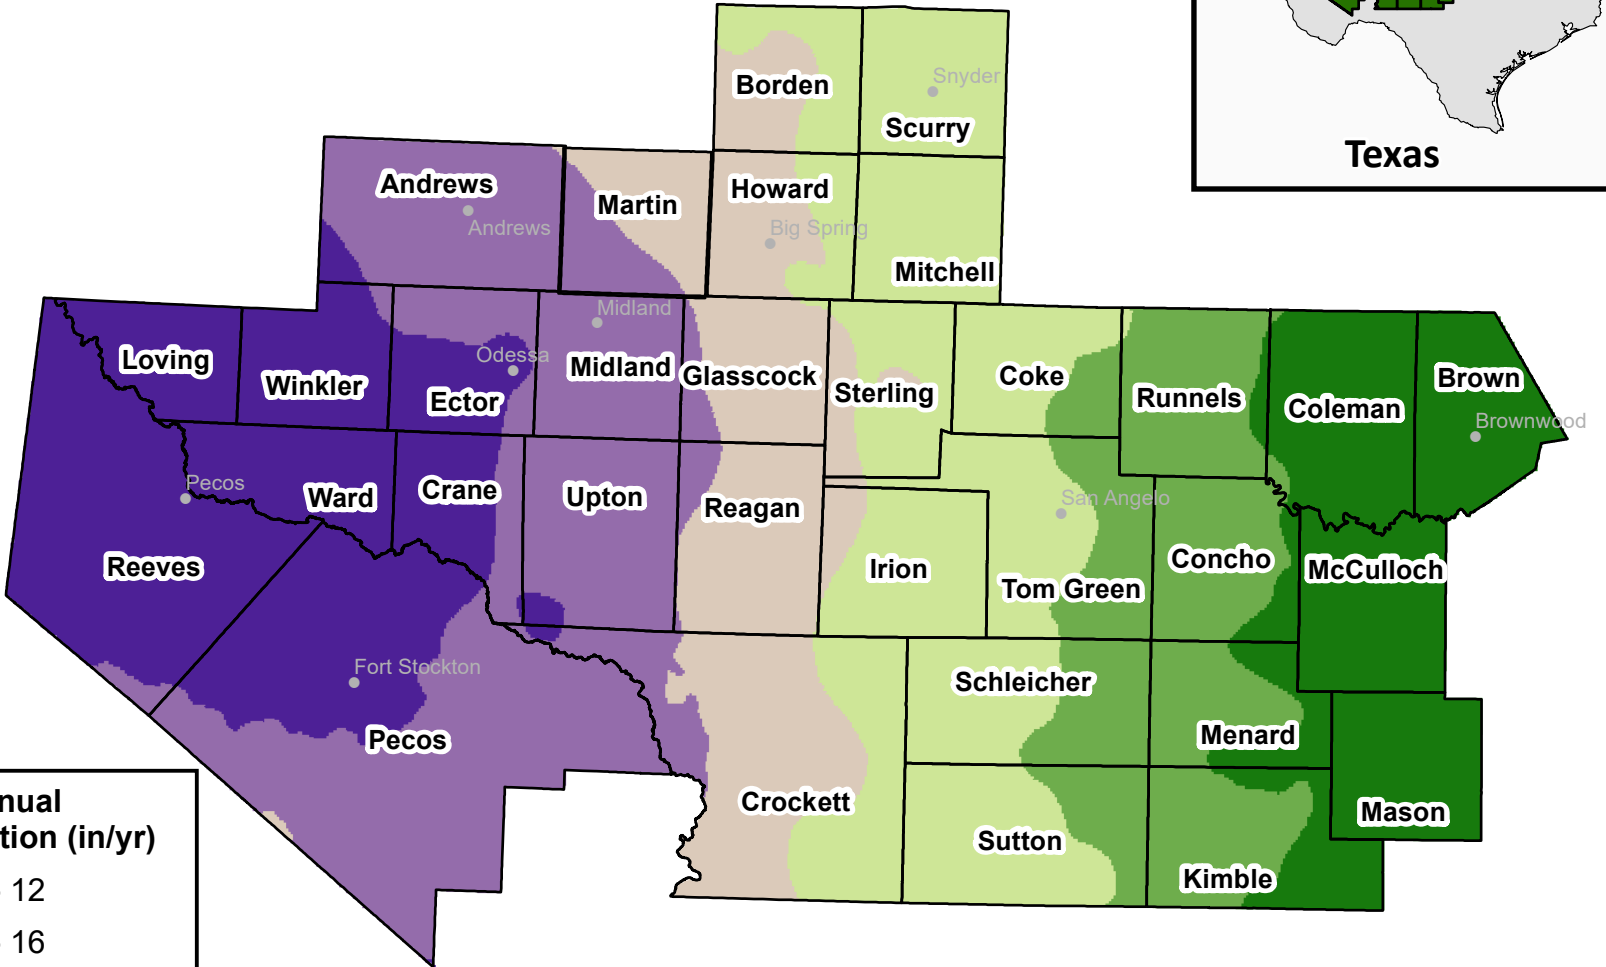 Texas
Snyder
Borden
Scurry
Andrews
Andrews
Martin
Howard
Big Spring
Mitchell
Midland
Odessa
Loving
Winkler
Ector
Midland
Glasscock
Sterling
Coke
Runnels
Coleman
Brown
Brownwood
Pecos
Ward
Crane
Upton
Reagan
San Angelo
Reeves
Irion
Tom Green
Concho
McCulloch
Fort Stockton
Pecos
Schleicher
Menard
Crockett
Sutton
Kimble
Mason
nual
tion (in/yr)
12
16